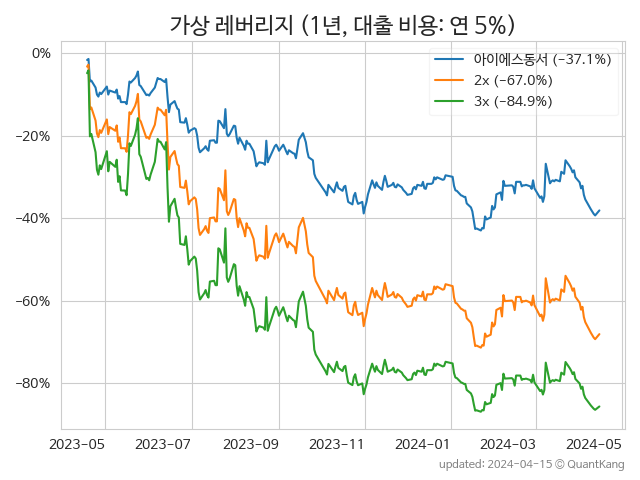 가상 레버리지 (1년, 대출 비용: 연 5%)
아이에스동서 (−37.1%)
2x (−67.0%)
3x (−84.9%)
0%
−20%
−40%
−60%
−80%
2023-05 2023-07 2023-09 2023-11 2024-01 2024-03 2024-05
updated: 2024-04-15 © QuantKang